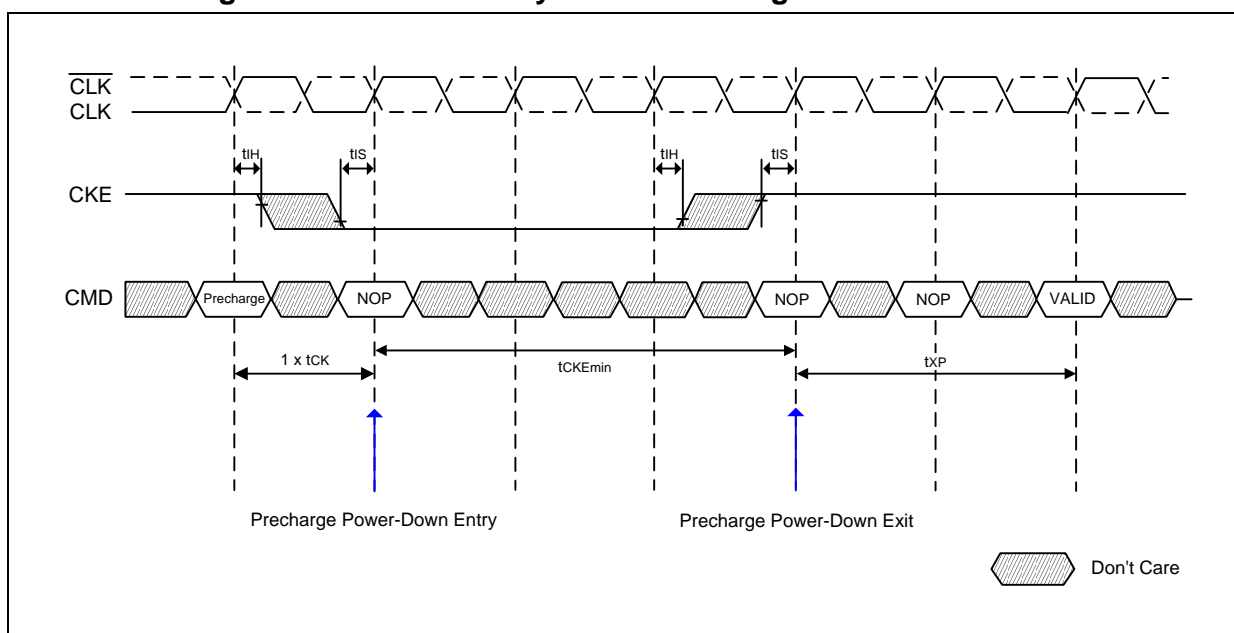 CLK
CLK
tIH
tIS
tIH
tIS
CKE
CMD
Precharge
NOP
NOP
NOP
VALID
1 x tCK
tCKEmin
tXP
Precharge Power-Down Entry
Precharge Power-Down Exit
Don't Care